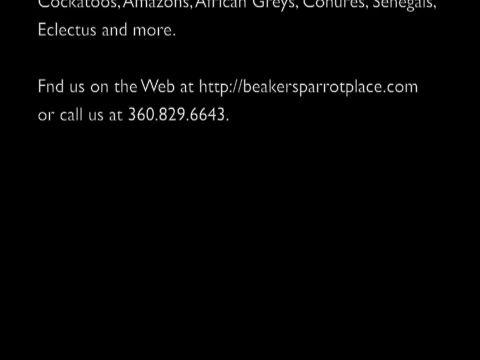 Cockatoos, Amazons, African Greys, Conures, Senegals,
Eclectus and more.
Fnd us on the Web at http://beakersparrotplace.com
or call us at 360.829.6643.